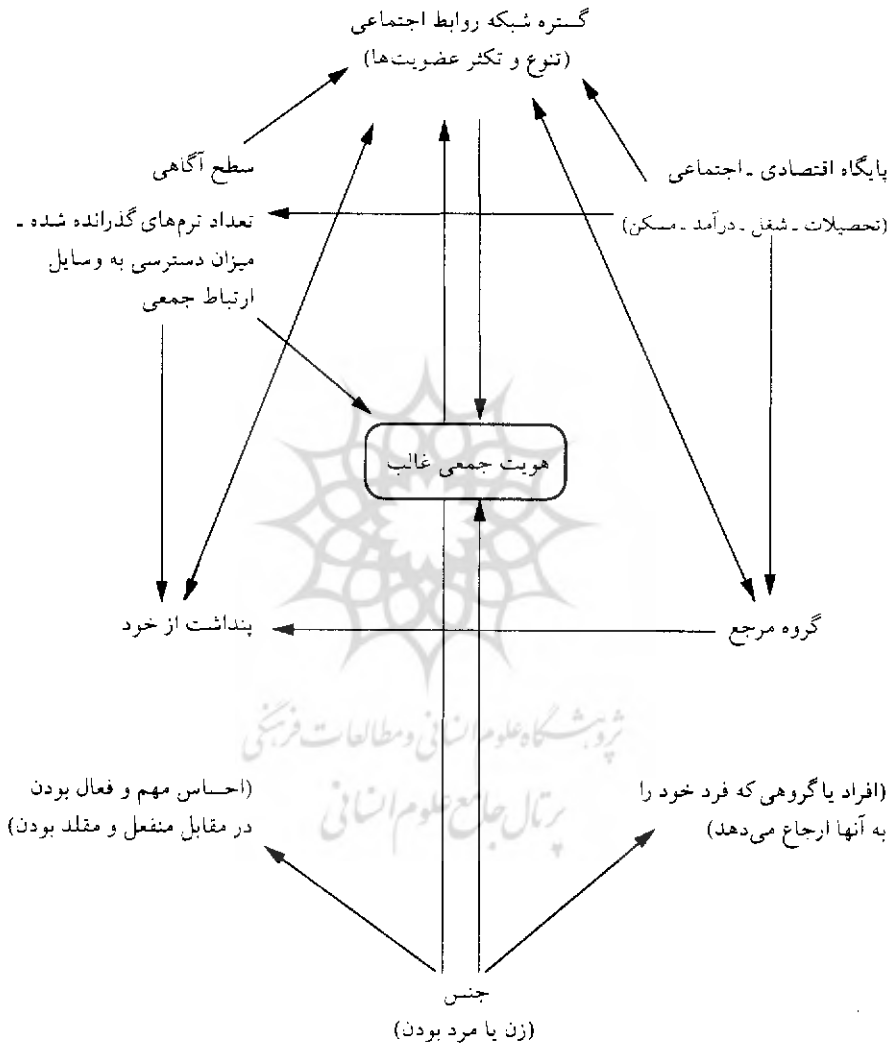 گستره شبکه روابط اجتماعی
(تنوع و تکثر عضویت‌ها)
پایگاه اقتصادی ـ اجتماعی
(تحصیلات ـ شغل ـ درآمد ـ مسکن)
سطح آگاهی
تعداد ترم‌های گذرانده شده ـ
میزان دسترسی به وسایل
ارتباط جمعی
هویت جمعی غالب
گروه مرجع
پنداشت از خود
پژوهشگاه علوم انسانی و مطالعات فرهنگی
پرتال جامع علوم انسانی
(افراد یا گروهی که فرد خود را
به آنها ارجاع می‌دهد)
(احساس مهم و فعال بودن
در مقابل منفعل و مقلد بودن)
جنس
(زن یا مرد بودن)